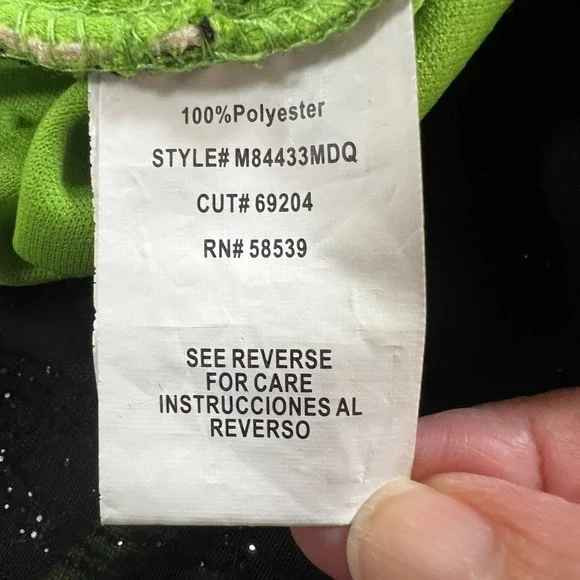 100%Polyester
STYLE# M84433MDQ
CUT# 69204
RN# 58539
SEE REVERSE
FOR CARE
INSTRUCCIONES AL
REVERSO